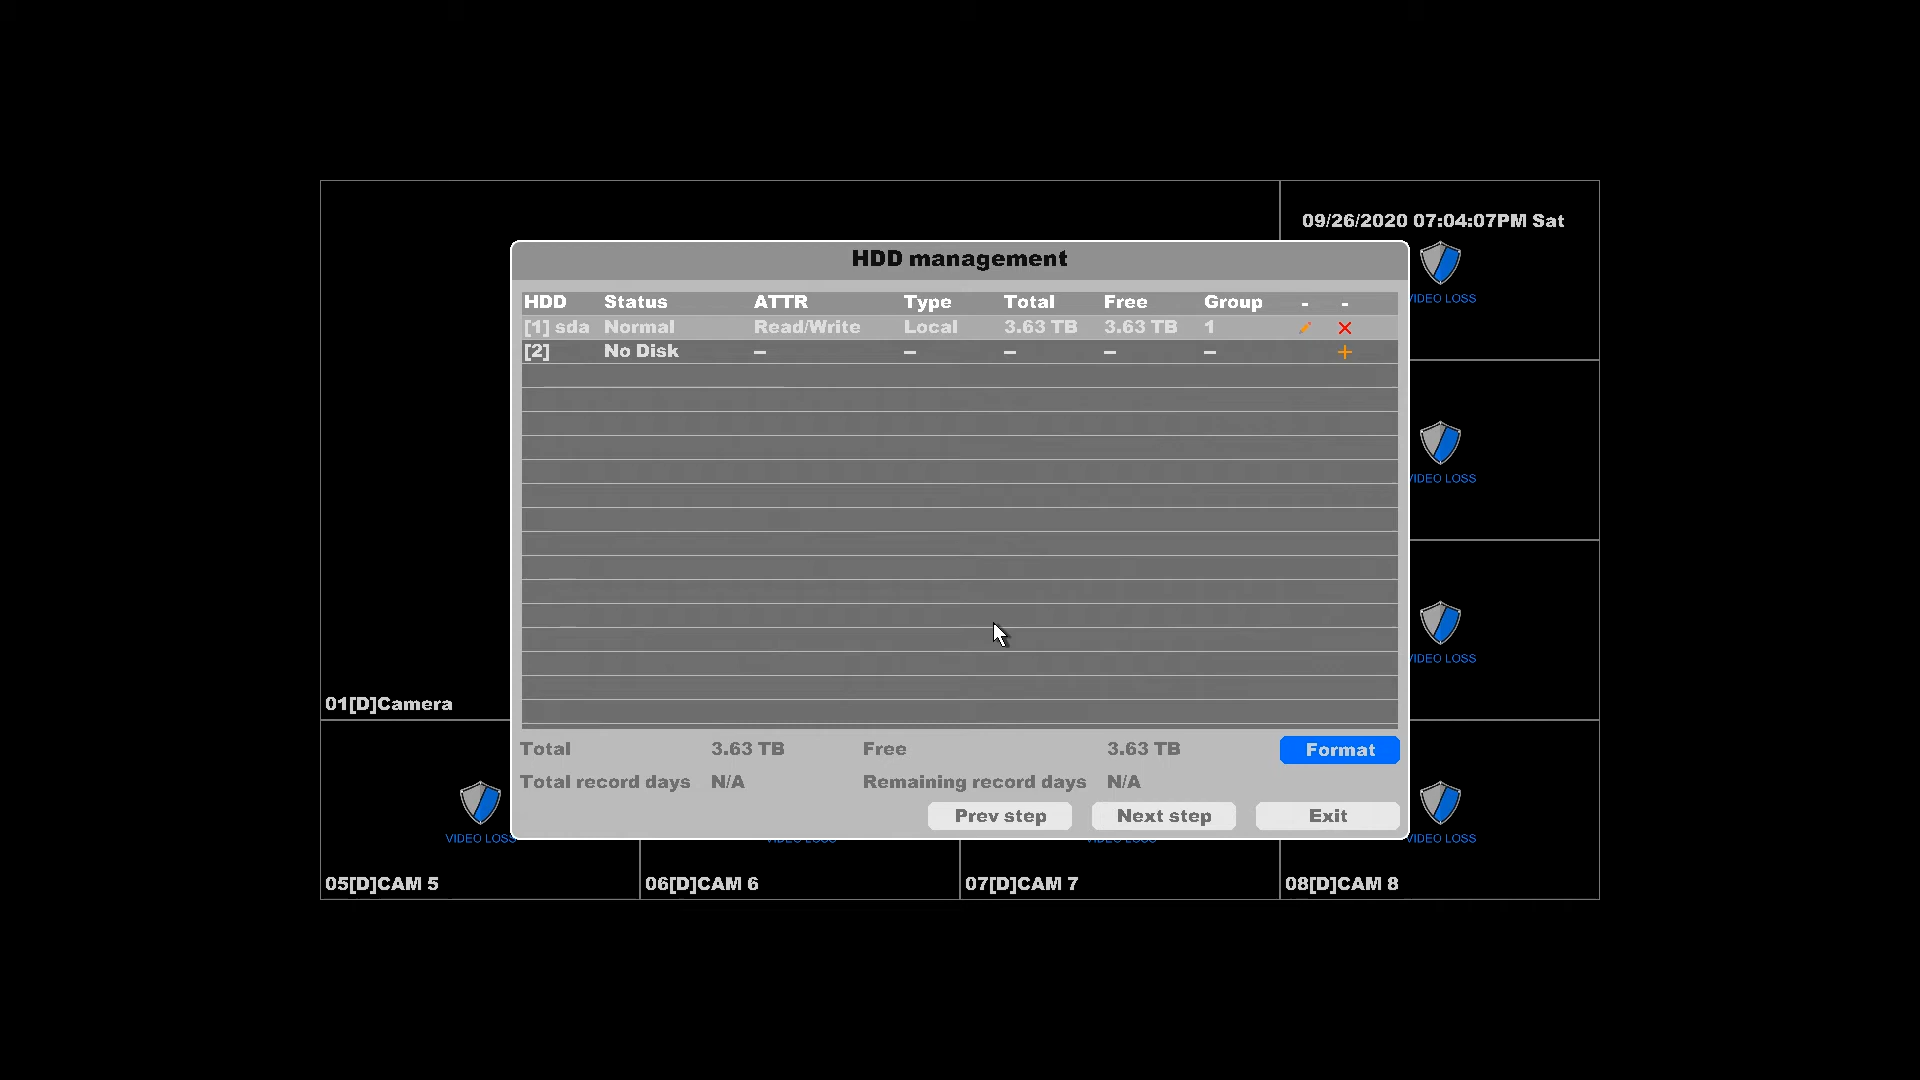 09/26/2020 07:04:07PM Sat
HDD management
HDD Status ATTR Type Total Free Group - -
[1] sda Normal Read/Write Local 3.63 TB 3.63 TB 1
[2] No Disk – – – – –
VIDEO LOSS
VIDEO LOSS
VIDEO LOSS
01[D]Camera
Total 3.63 TB Free 3.63 TB Format
Total record days N/A Remaining record days N/A
Prev step Next step Exit
VIDEO LOSS VIDEO LOSS VIDEO LOSS VIDEO LOSS
05[D]CAM 5 06[D]CAM 6 07[D]CAM 7 08[D]CAM 8